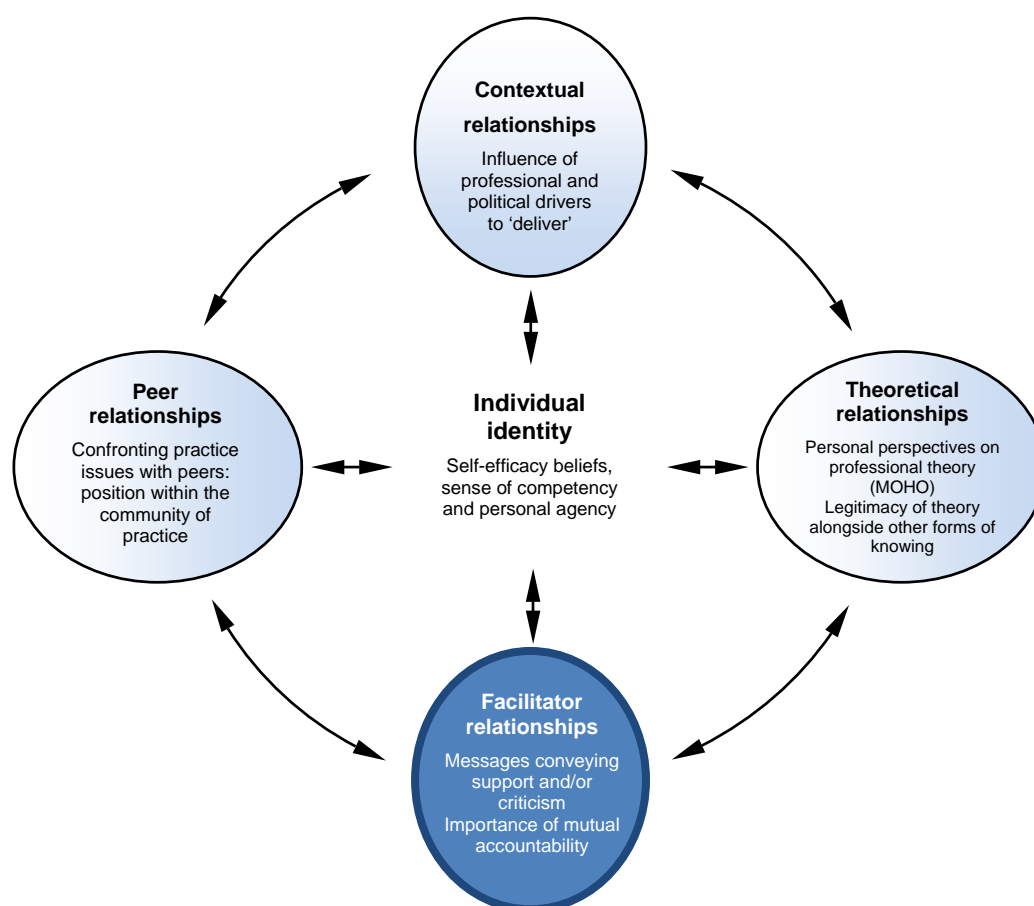 Contextual
relationships
Influence of
professional and
political drivers
to ‘deliver’
Peer
relationships
Confronting practice
issues with peers:
position within the
community of
practice
Individual
identity
Self-efficacy beliefs,
sense of competency
and personal agency
Theoretical
relationships
Personal perspectives on
professional theory
(MOHO)
Legitimacy of theory
alongside other forms of
knowing
Facilitator
relationships
Messages conveying
support and/or
criticism
Importance of mutual
accountability